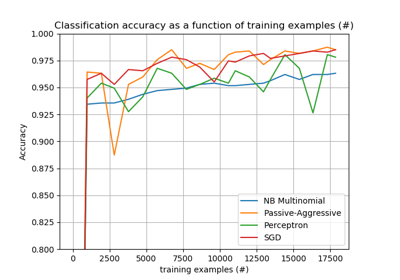 Classification accuracy as a function of training examples (#)
1.000
0.975
0.950
0.925
0.900
0.875
0.850
0.825
0.800
Accuracy
NB Multinomial
Passive-Aggressive
Perceptron
SGD
0 2500 5000 7500 10000 12500 15000 17500
training examples (#)